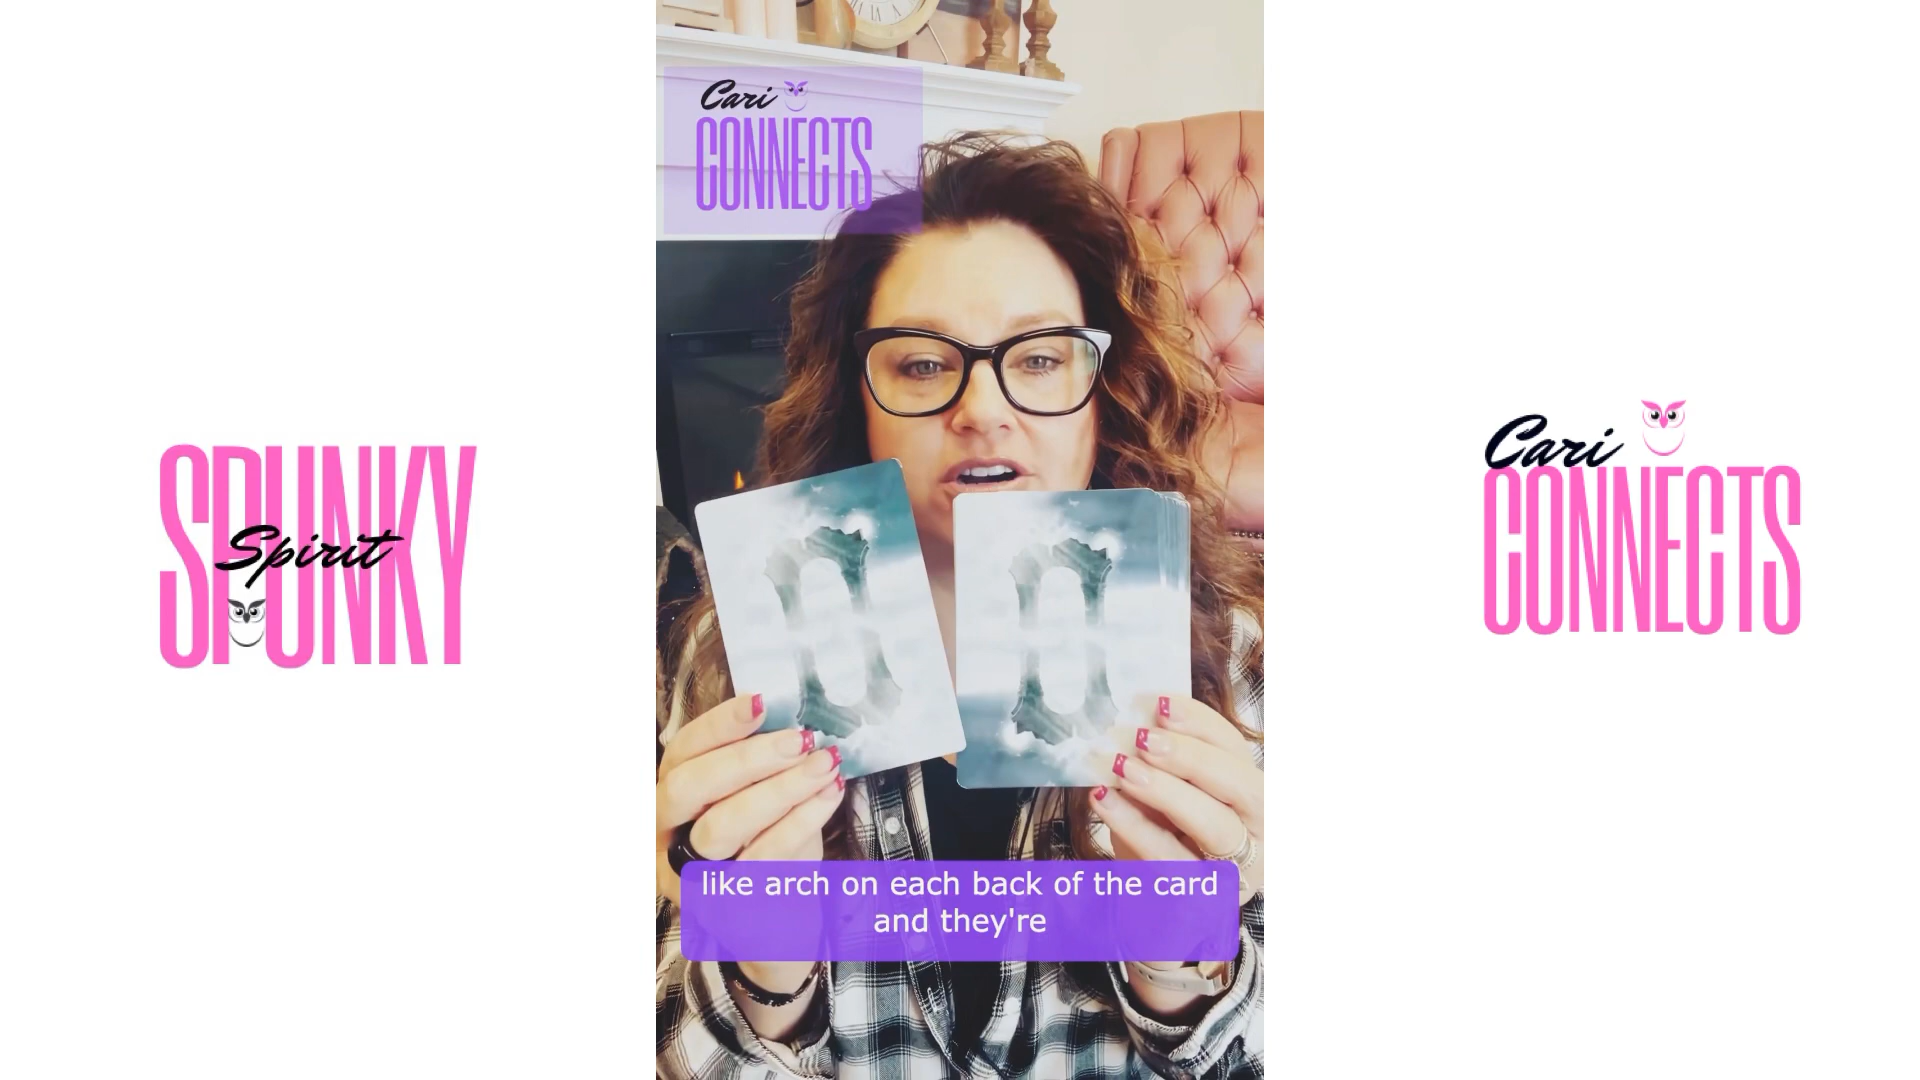 SPUNKY
Spirit
Cari
CONNECTS
like arch on each back of the card
and they're
Cari
CONNECTS